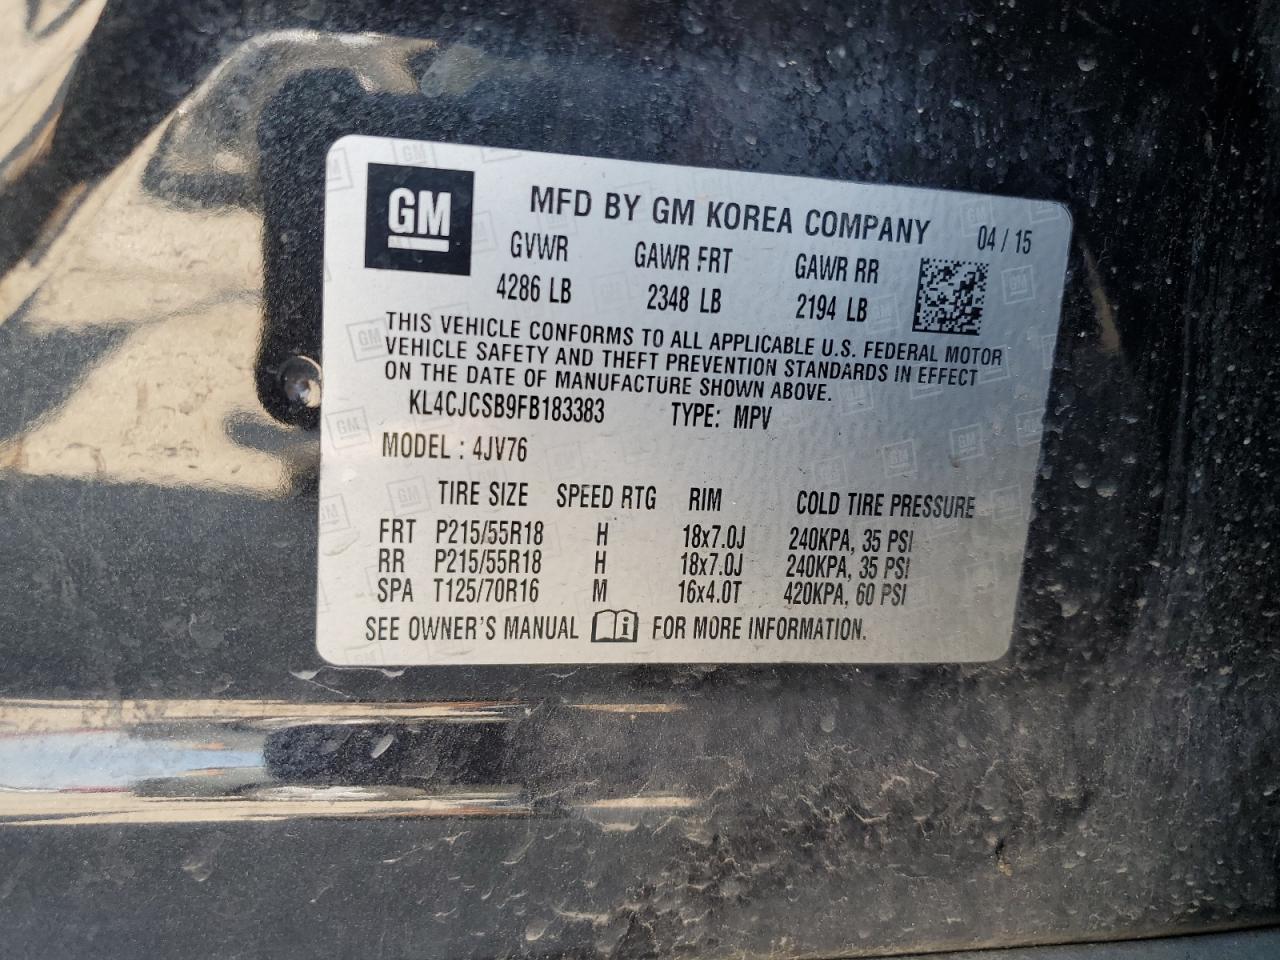 GM
MFD BY GM KOREA COMPANY 04 / 15
GVWR GAWR FRT GAWR RR
4286 LB 2348 LB 2194 LB
THIS VEHICLE CONFORMS TO ALL APPLICABLE U.S. FEDERAL MOTOR
VEHICLE SAFETY AND THEFT PREVENTION STANDARDS IN EFFECT
ON THE DATE OF MANUFACTURE SHOWN ABOVE.
KL4CJCSB9FB183383 TYPE: MPV
MODEL : 4JV76
TIRE SIZE SPEED RTG RIM COLD TIRE PRESSURE
FRT P215/55R18 H 18x7.0J 240KPA, 35 PSI
RR P215/55R18 H 18x7.0J 240KPA, 35 PSI
SPA T125/70R16 M 16x4.0T 420KPA, 60 PSI
SEE OWNER'S MANUAL i FOR MORE INFORMATION.